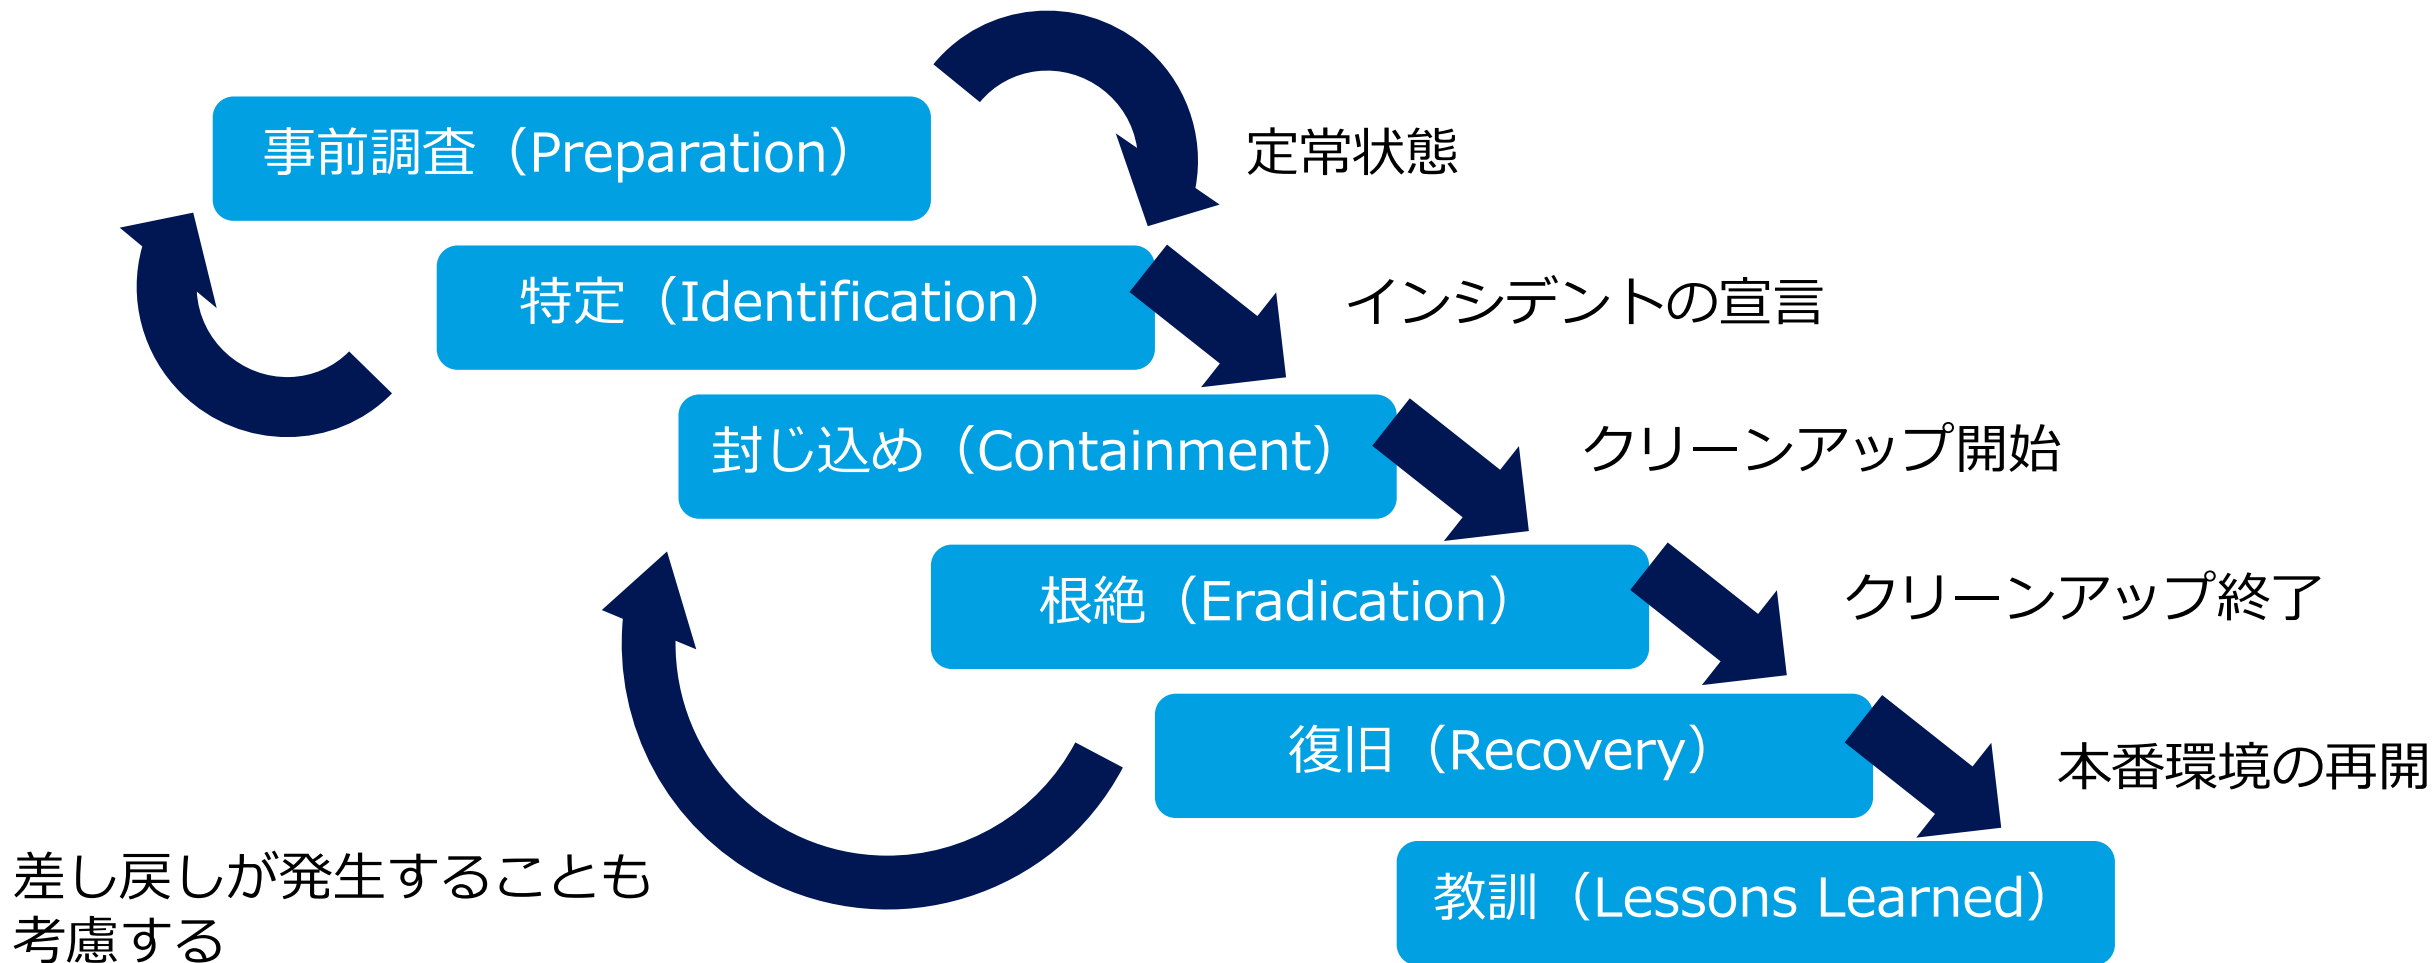 事前調査（Preparation）
定常状態
特定（Identification）
インシデントの宣言
封じ込め（Containment）
クリーンアップ開始
根絶（Eradication）
クリーンアップ終了
復旧（Recovery）
本番環境の再開
教訓（Lessons Learned）
差し戻しが発生することも
考慮する